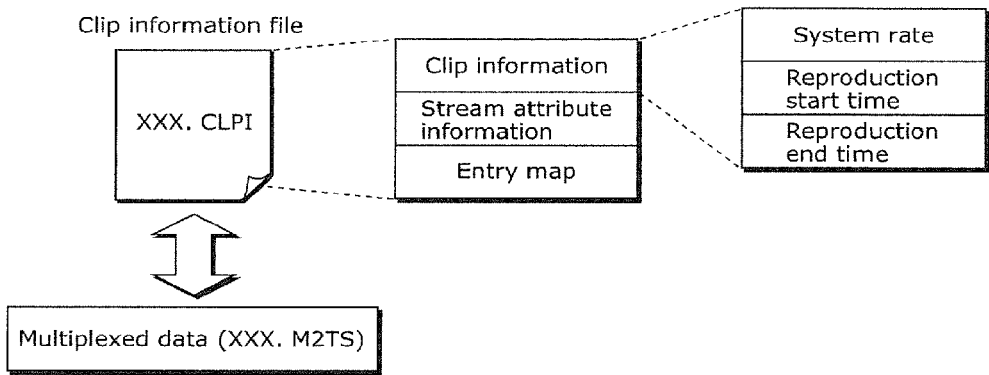 Clip information file
XXX. CLPI
Clip information
Stream attribute
information
Entry map
System rate
Reproduction
start time
Reproduction
end time
Multiplexed data (XXX. M2TS)